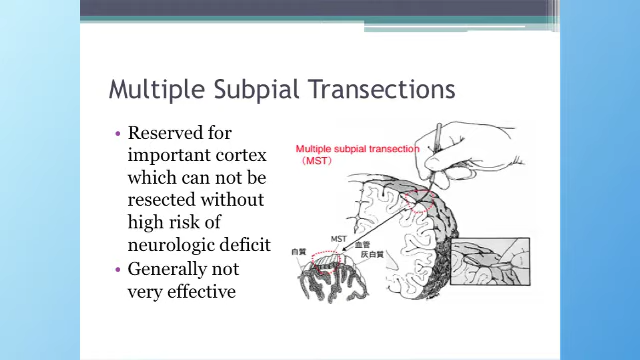 Multiple Subpial Transections
• Reserved for
important cortex
which can not be
resected without
high risk of
neurologic deficit
• Generally not
very effective
Multiple subpial transection
（MST）
MST
血管
白質
灰白質